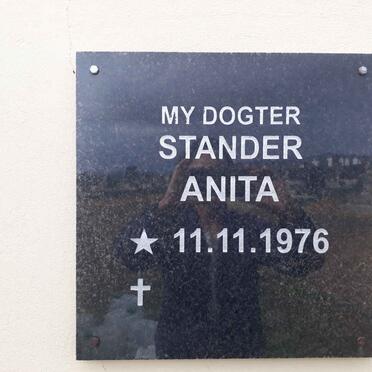 MY DOGTER
STANDER
ANITA
★ 11.11.1976
✝